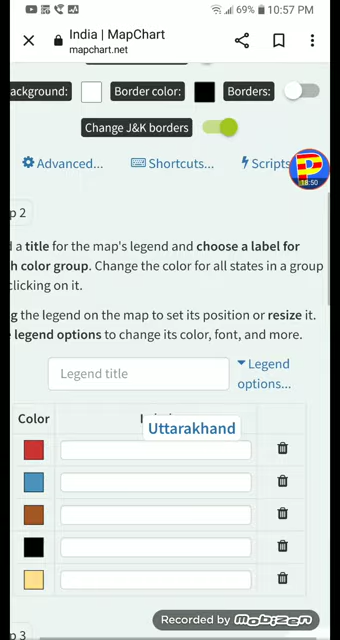 69% 10:57 PM
India | MapChart
mapchart.net
ackground: Border color: Borders:
Change J&K borders
Advanced... Shortcuts... Scripts
18:50
p 2
d a title for the map's legend and choose a label for
h color group. Change the color for all states in a group
clicking on it.
g the legend on the map to set its position or resize it.
legend options to change its color, font, and more.
Legend title
Legend
options...
Color
Uttarakhand
Recorded by MOBIZEN
p 3